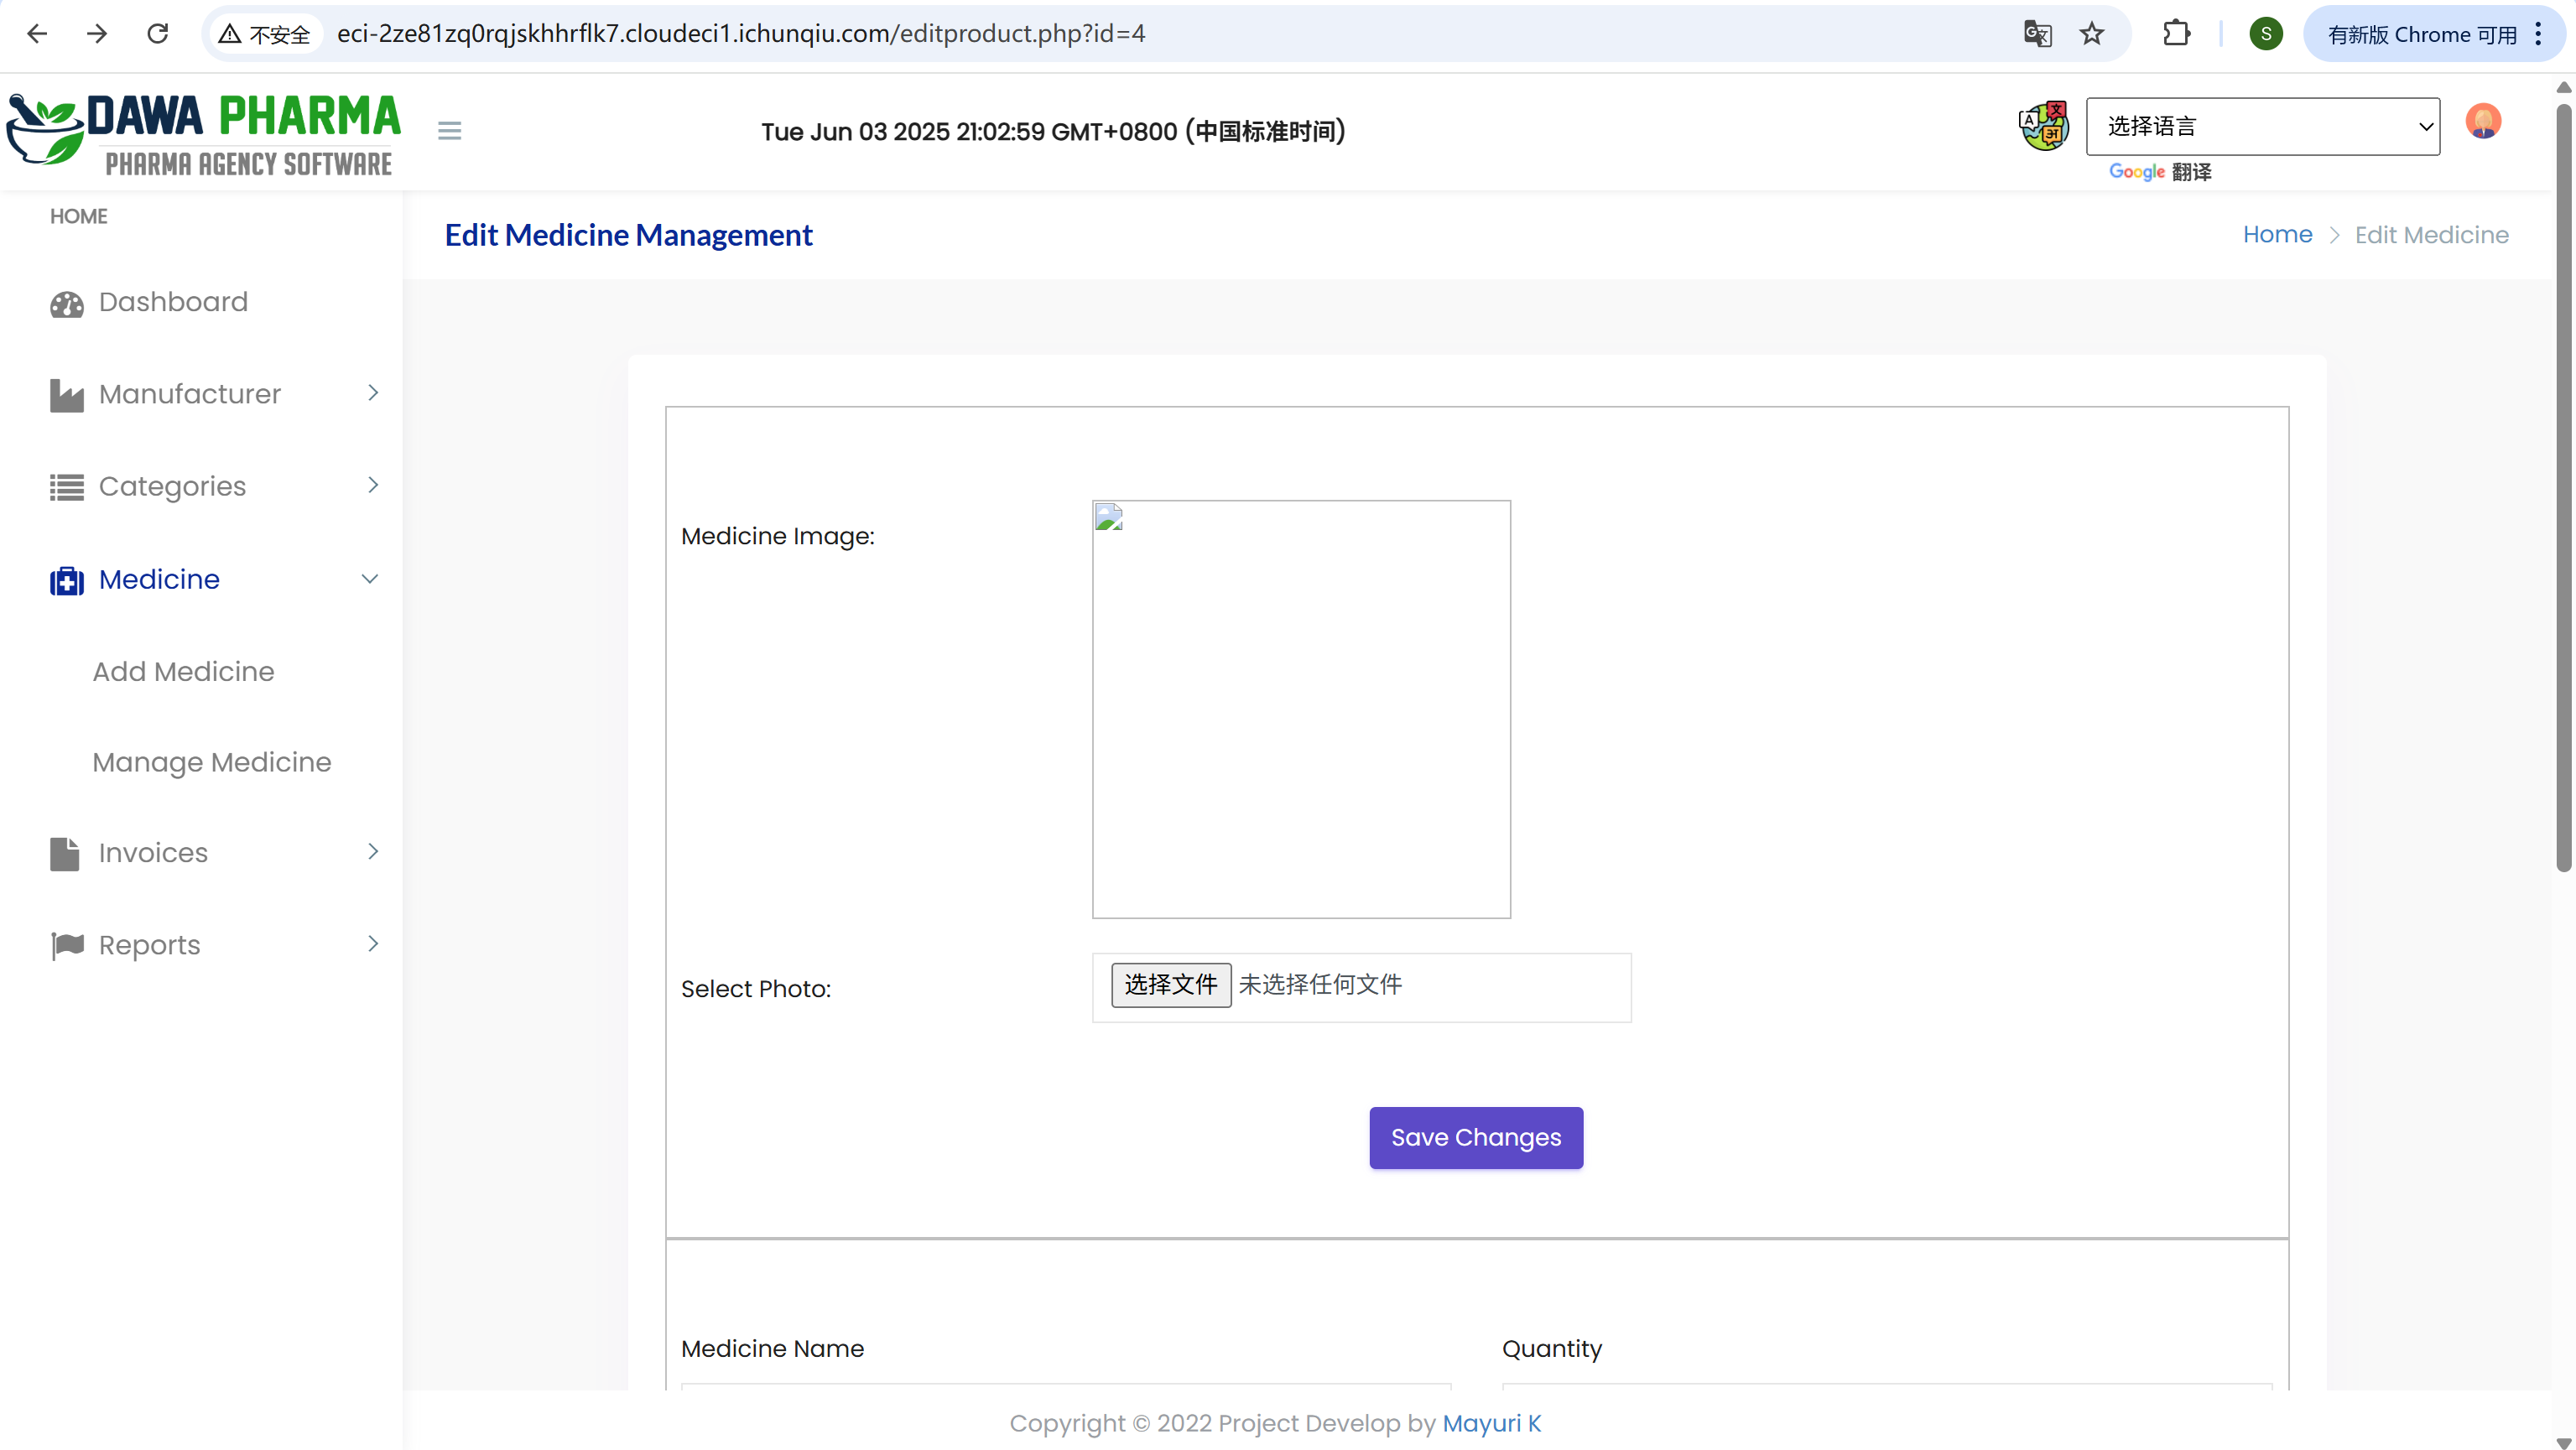 不安全
eci-2ze81zq0rqjskhhrflk7.cloudeci1.ichunqiu.com/editproduct.php?id=4
S
有新版 Chrome 可用
DAWA PHARMA
PHARMA AGENCY SOFTWARE
Tue Jun 03 2025 21:02:59 GMT+0800 (中国标准时间)
选择语言
Google 翻译
HOME
Edit Medicine Management
Home
Edit Medicine
Dashboard
Manufacturer
Categories
Medicine
Add Medicine
Manage Medicine
Invoices
Reports
Medicine Image:
Select Photo:
选择文件 未选择任何文件
Save Changes
Medicine Name
Quantity
Copyright © 2022 Project Develop by Mayuri K